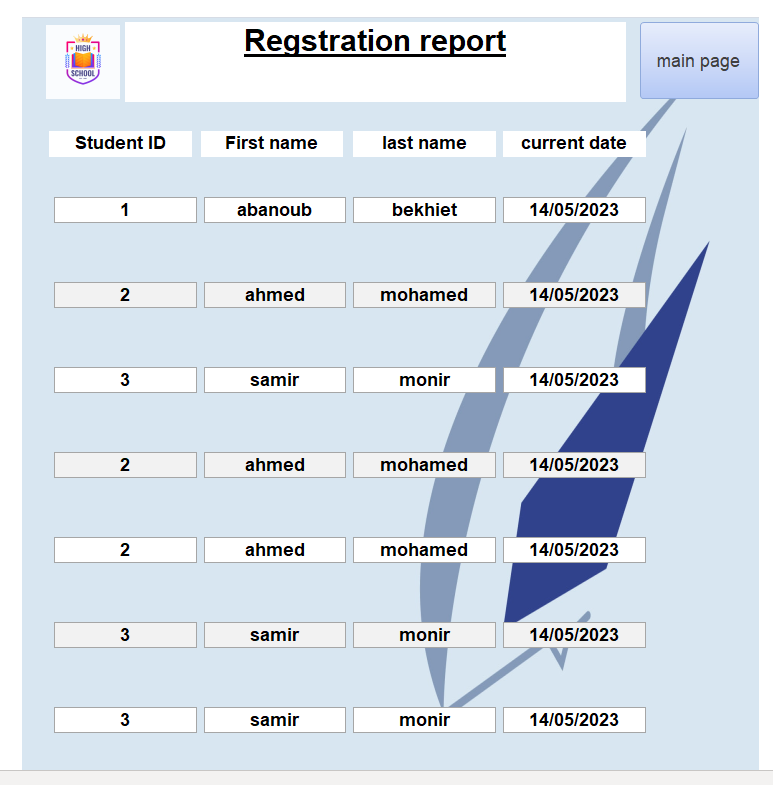 HIGH
SCHOOL
Regstration report
main page
Student ID First name last name current date
1 abanoub bekhiet 14/05/2023
2 ahmed mohamed 14/05/2023
3 samir monir 14/05/2023
2 ahmed mohamed 14/05/2023
2 ahmed mohamed 14/05/2023
3 samir monir 14/05/2023
3 samir monir 14/05/2023